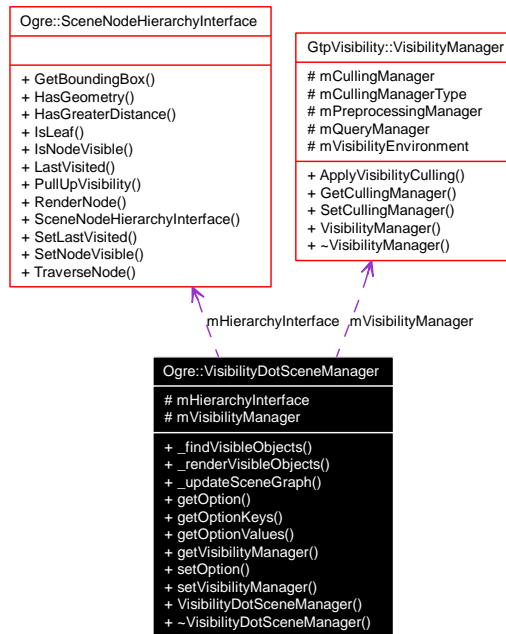 Ogre::SceneNodeHierarchyInterface
+ GetBoundingBox()
+ HasGeometry()
+ HasGreaterDistance()
+ IsLeaf()
+ IsNodeVisible()
+ LastVisited()
+ PullUpVisibility()
+ RenderNode()
+ SceneNodeHierarchyInterface()
+ SetLastVisited()
+ SetNodeVisible()
+ TraverseNode()
GtpVisibility::VisibilityManager
# mCullingManager
# mCullingManagerType
# mPreprocessingManager
# mQueryManager
# mVisibilityEnvironment
+ ApplyVisibilityCulling()
+ GetCullingManager()
+ SetCullingManager()
+ VisibilityManager()
+ ~VisibilityManager()
mHierarchyInterface
mVisibilityManager
Ogre::VisibilityDotSceneManager
# mHierarchyInterface
# mVisibilityManager
+ _findVisibleObjects()
+ _renderVisibleObjects()
+ _updateSceneGraph()
+ getOption()
+ getOptionKeys()
+ getOptionValues()
+ getVisibilityManager()
+ setOption()
+ setVisibilityManager()
+ VisibilityDotSceneManager()
+ ~VisibilityDotSceneManager()